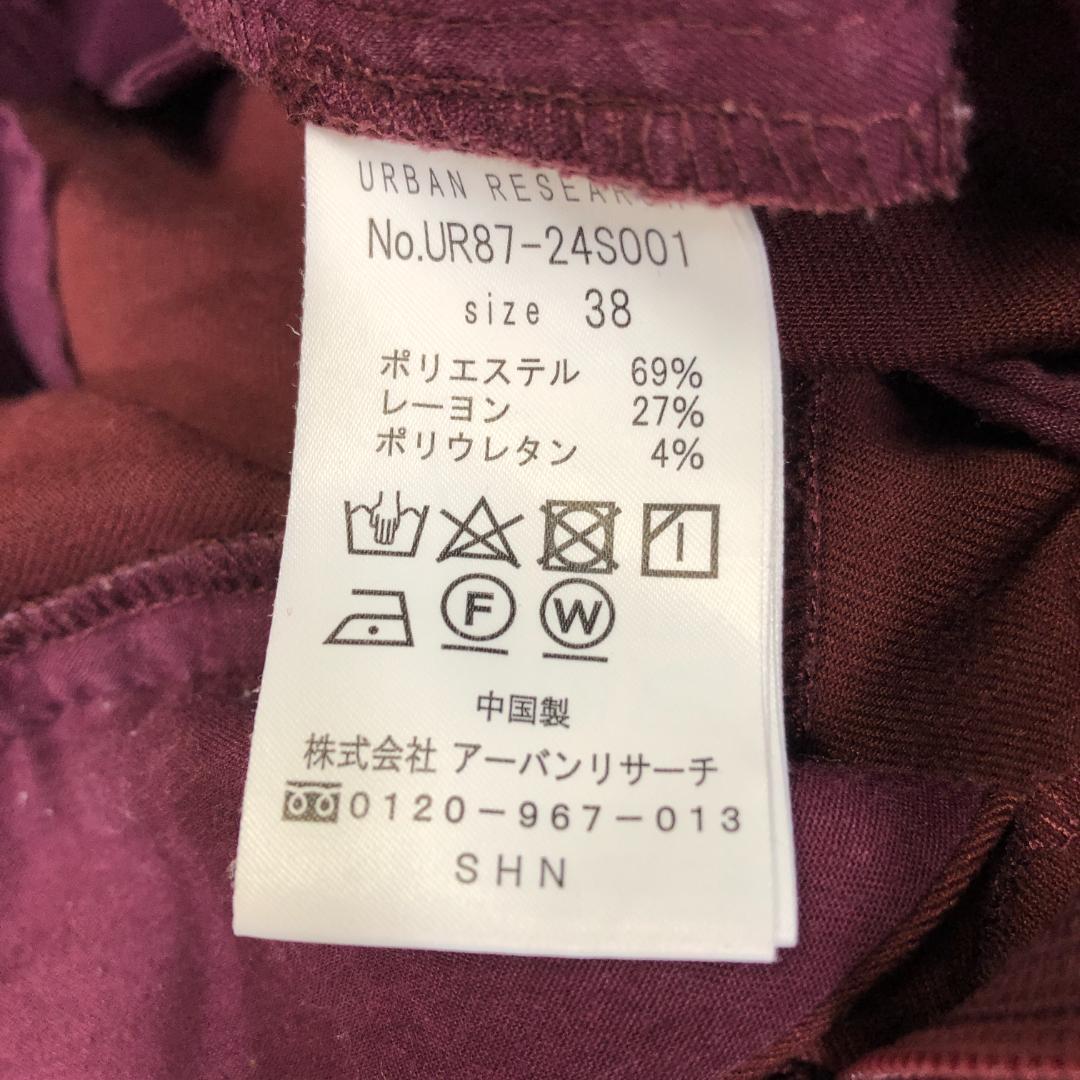 URBAN RESEARCH
No.UR87-24S001
size 38
ポリエステル 69%
レーヨン 27%
ポリウレタン 4%
F W
中国製
株式会社 アーバンリサーチ
0120-967-013
SHN